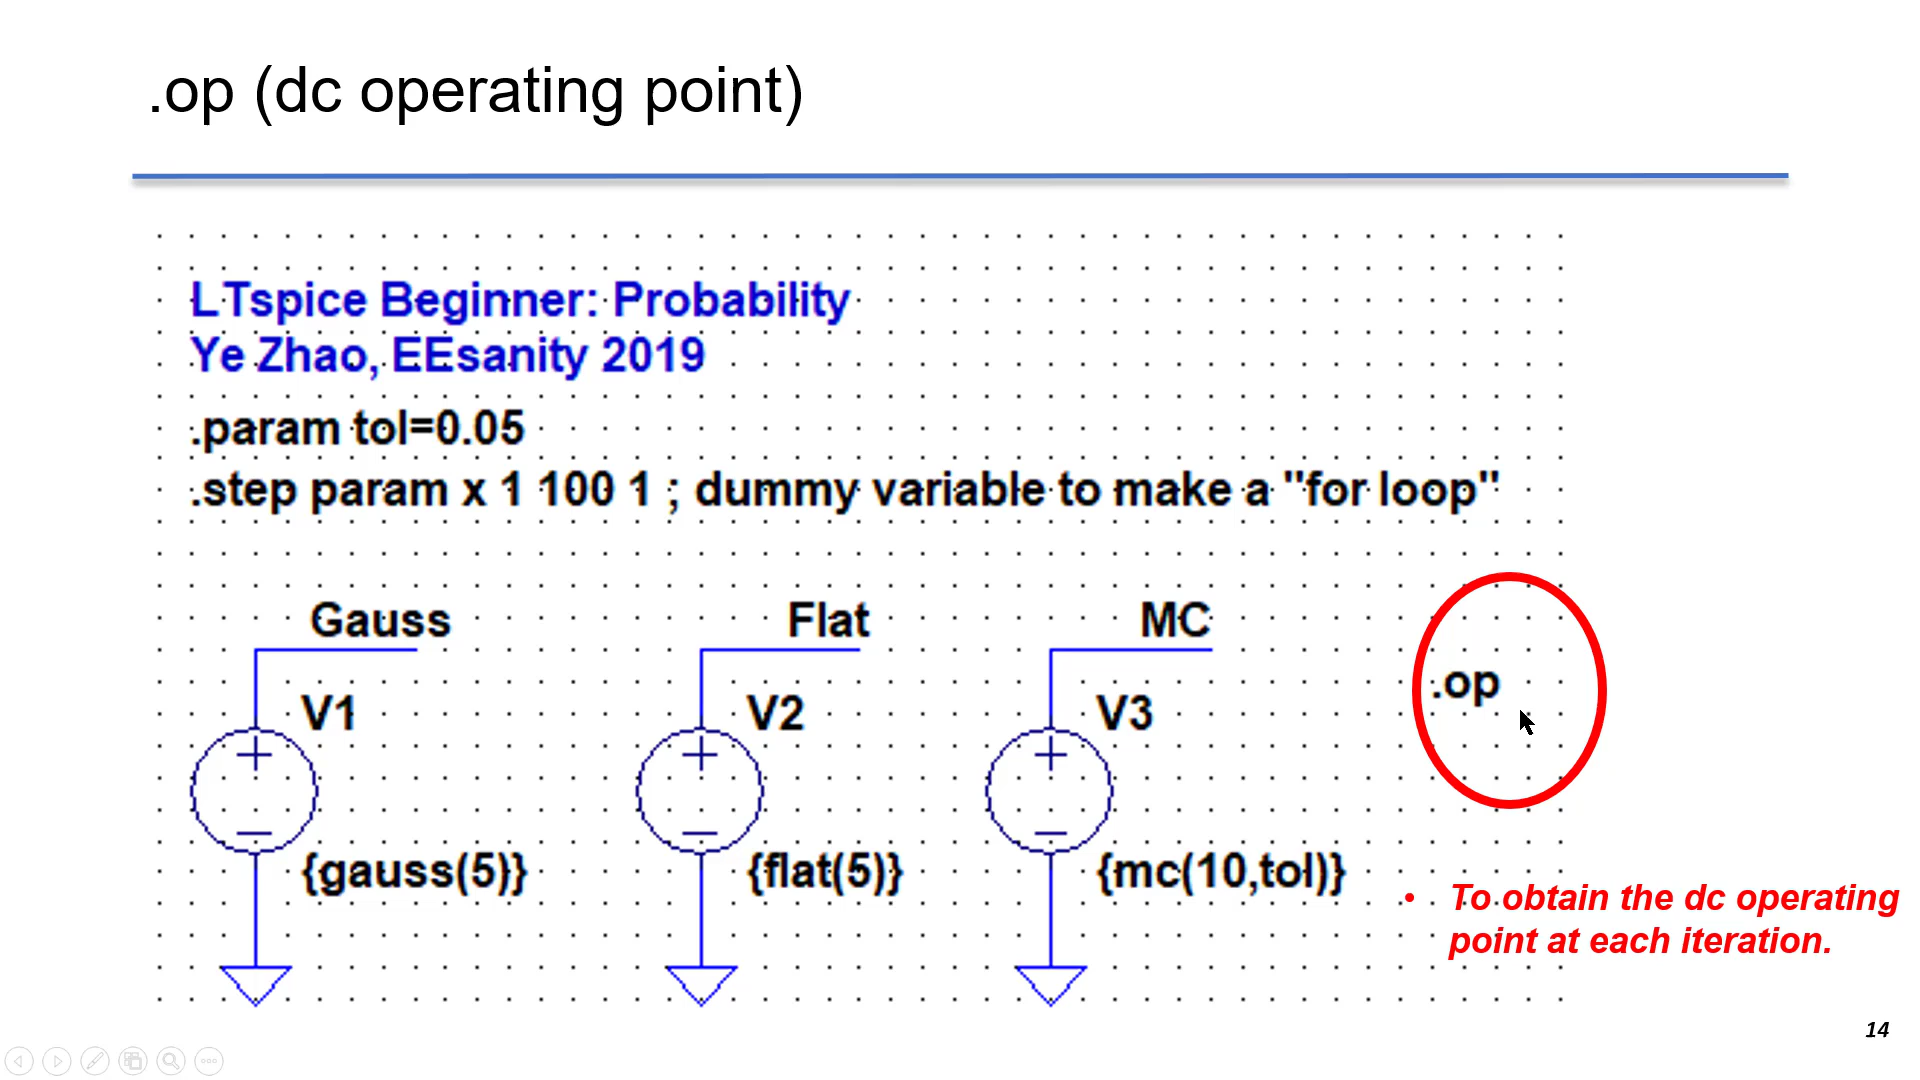 .op (dc operating point)
LTspice Beginner: Probability
Ye Zhao, EEsanity 2019
.param tol=0.05
.step param x 1 100 1 ; dummy variable to make a "for loop"
Gauss
Flat
MC
.op
V1
V2
V3
{gauss(5)}
{flat(5)}
{mc(10,tol)}
• To obtain the dc operating
point at each iteration.
14